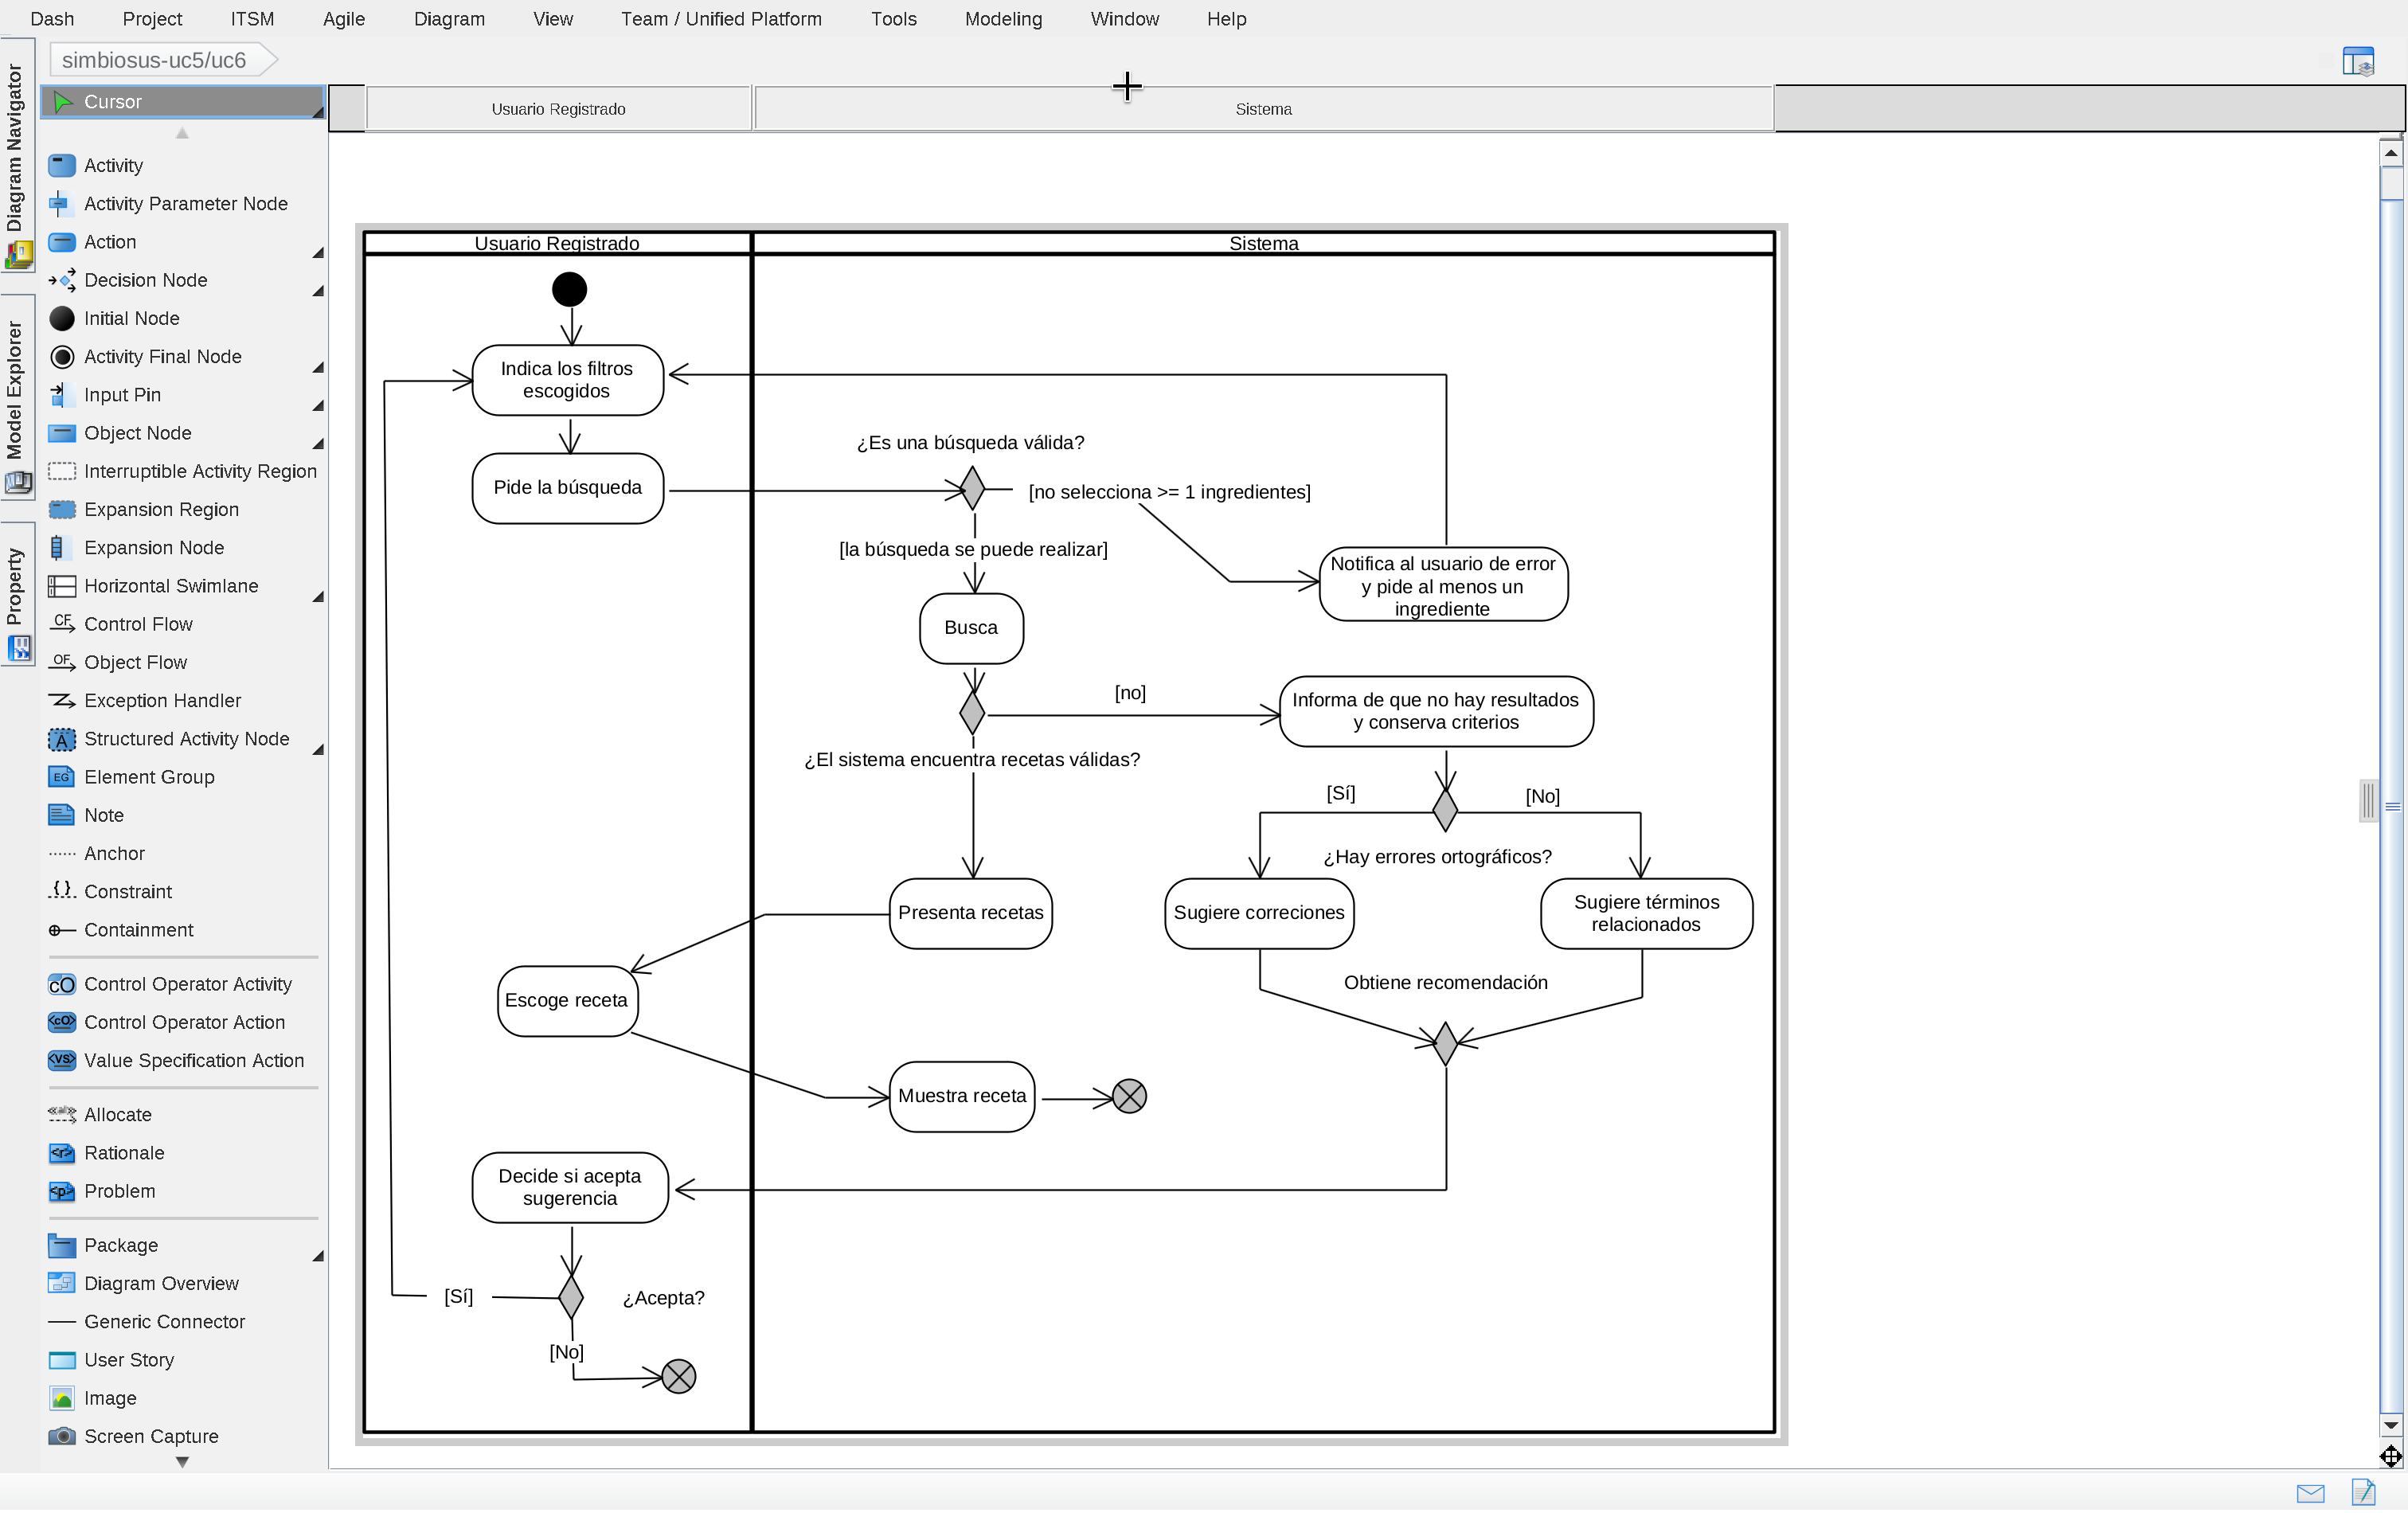 Dash Project ITSM Agile Diagram View Team / Unified Platform Tools Modeling Window Help
simbiosus-uc5/uc6
Diagram Navigator
Model Explorer
Property
Cursor
Activity
Activity Parameter Node
Action
Decision Node
Initial Node
Activity Final Node
Input Pin
Object Node
Interruptible Activity Region
Expansion Region
Expansion Node
Horizontal Swimlane
CF Control Flow
OF Object Flow
Exception Handler
A Structured Activity Node
EG Element Group
Note
Anchor
{ } Constraint
Containment
cO Control Operator Activity
<cO> Control Operator Action
<VS> Value Specification Action
Allocate
<r> Rationale
<p> Problem
Package
Diagram Overview
Generic Connector
User Story
Image
Screen Capture
Usuario Registrado Sistema
Usuario Registrado Sistema
Indica los filtros
escogidos
Pide la búsqueda
¿Es una búsqueda válida?
[no selecciona >= 1 ingredientes]
[la búsqueda se puede realizar]
Notifica al usuario de error
y pide al menos un
ingrediente
Busca
[no]
Informa de que no hay resultados
y conserva criterios
¿El sistema encuentra recetas válidas?
[Sí]
[No]
¿Hay errores ortográficos?
Presenta recetas
Sugiere correciones
Sugiere términos
relacionados
Obtiene recomendación
Escoge receta
Muestra receta
Decide si acepta
sugerencia
[Sí]
¿Acepta?
[No]